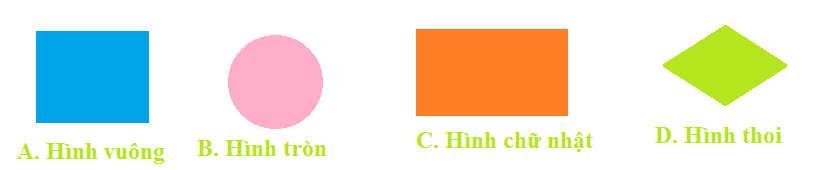 A. Hình vuông
B. Hình tròn
C. Hình chữ nhật
D. Hình thoi